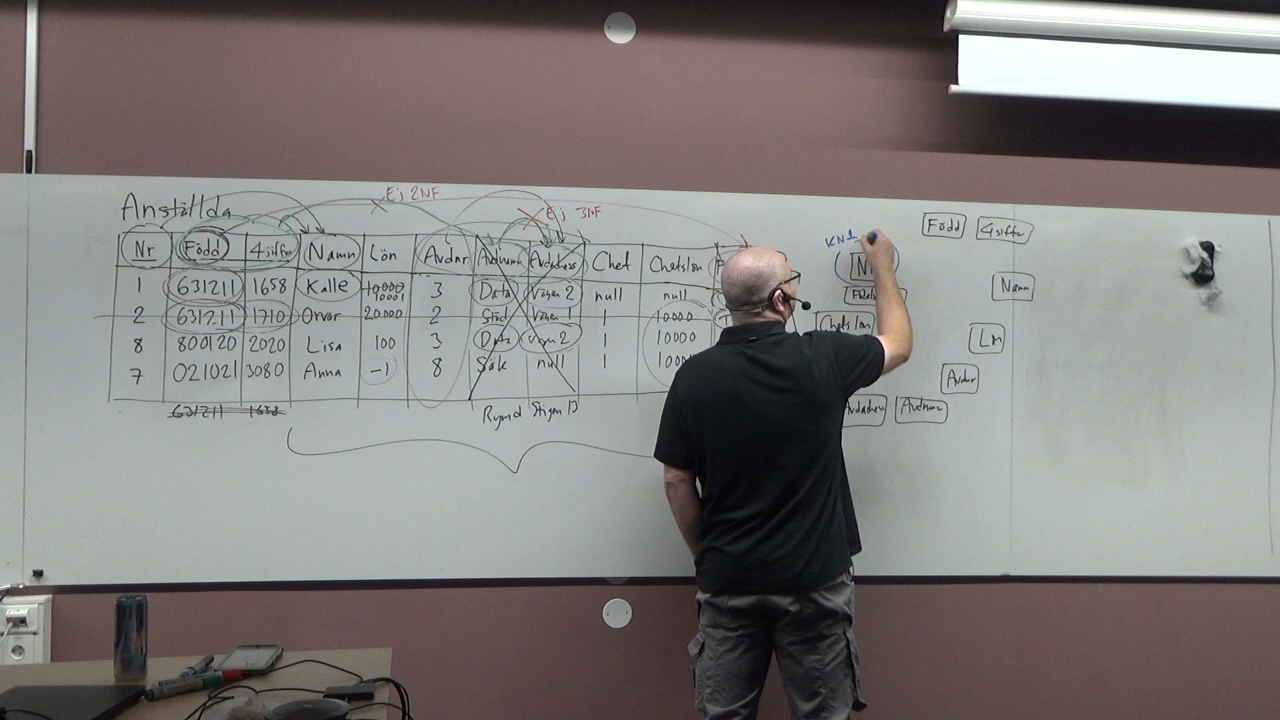 Ej 2NF
Anställda Ej 3NF
Nr Född 4siffror Namn Lön Avdnr Avdnamn Avdadress Chef Chefslön
1 631211 1658 Kalle 10000 10001 3 Data Vägen 2 null null
2 631211 1710 Orvar 20000 2 Städ Vägen 1 1 10000
8 800120 2020 Lisa 100 3 Data Vägen 2 1 10000
7 021021 3080 Anna -1 8 Sök null 1 1000
631211 1658 Rymd Stigen 13
Född 4siffror
KN1
N
Namn
Chefslön
Lön
Avdnr
Avdadress Avdnamn